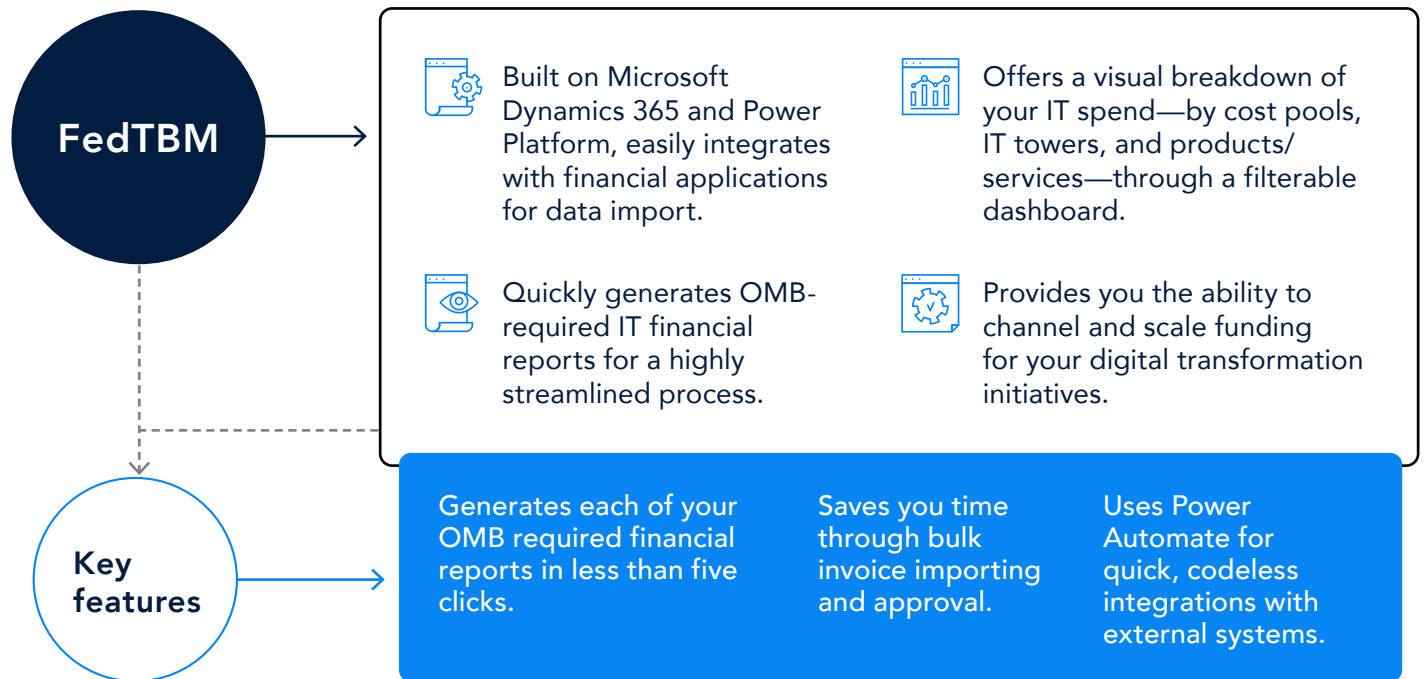 FedTBM
Built on Microsoft
Dynamics 365 and Power
Platform, easily integrates
with financial applications
for data import.
Offers a visual breakdown of
your IT spend—by cost pools,
IT towers, and products/
services—through a filterable
dashboard.
Quickly generates OMB-
required IT financial
reports for a highly
streamlined process.
Provides you the ability to
channel and scale funding
for your digital transformation
initiatives.
Key
features
Generates each of your
OMB required financial
reports in less than five
clicks.
Saves you time
through bulk
invoice importing
and approval.
Uses Power
Automate for
quick, codeless
integrations with
external systems.